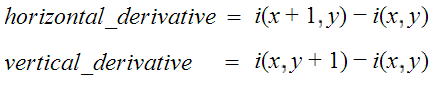 horizontal_derivative = i(x + 1, y) − i(x, y)
vertical_derivative = i(x, y + 1) − i(x, y)